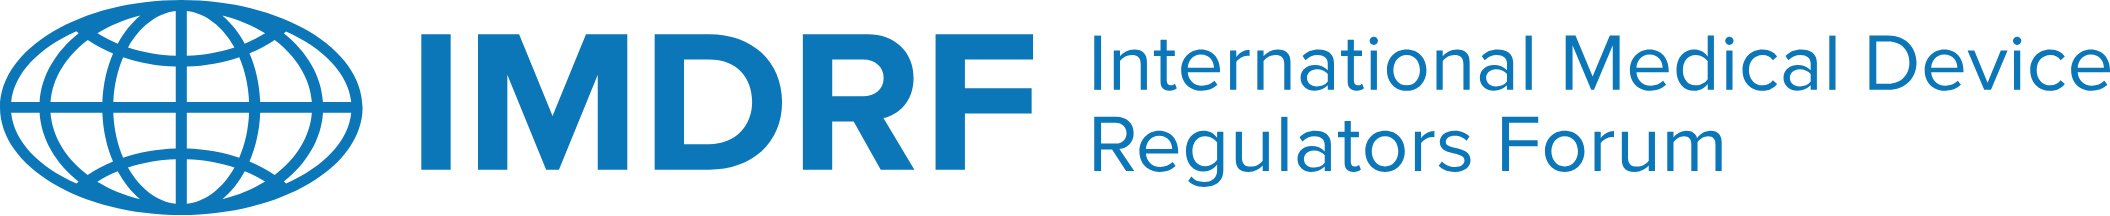 IMDRF
International Medical Device
Regulators Forum